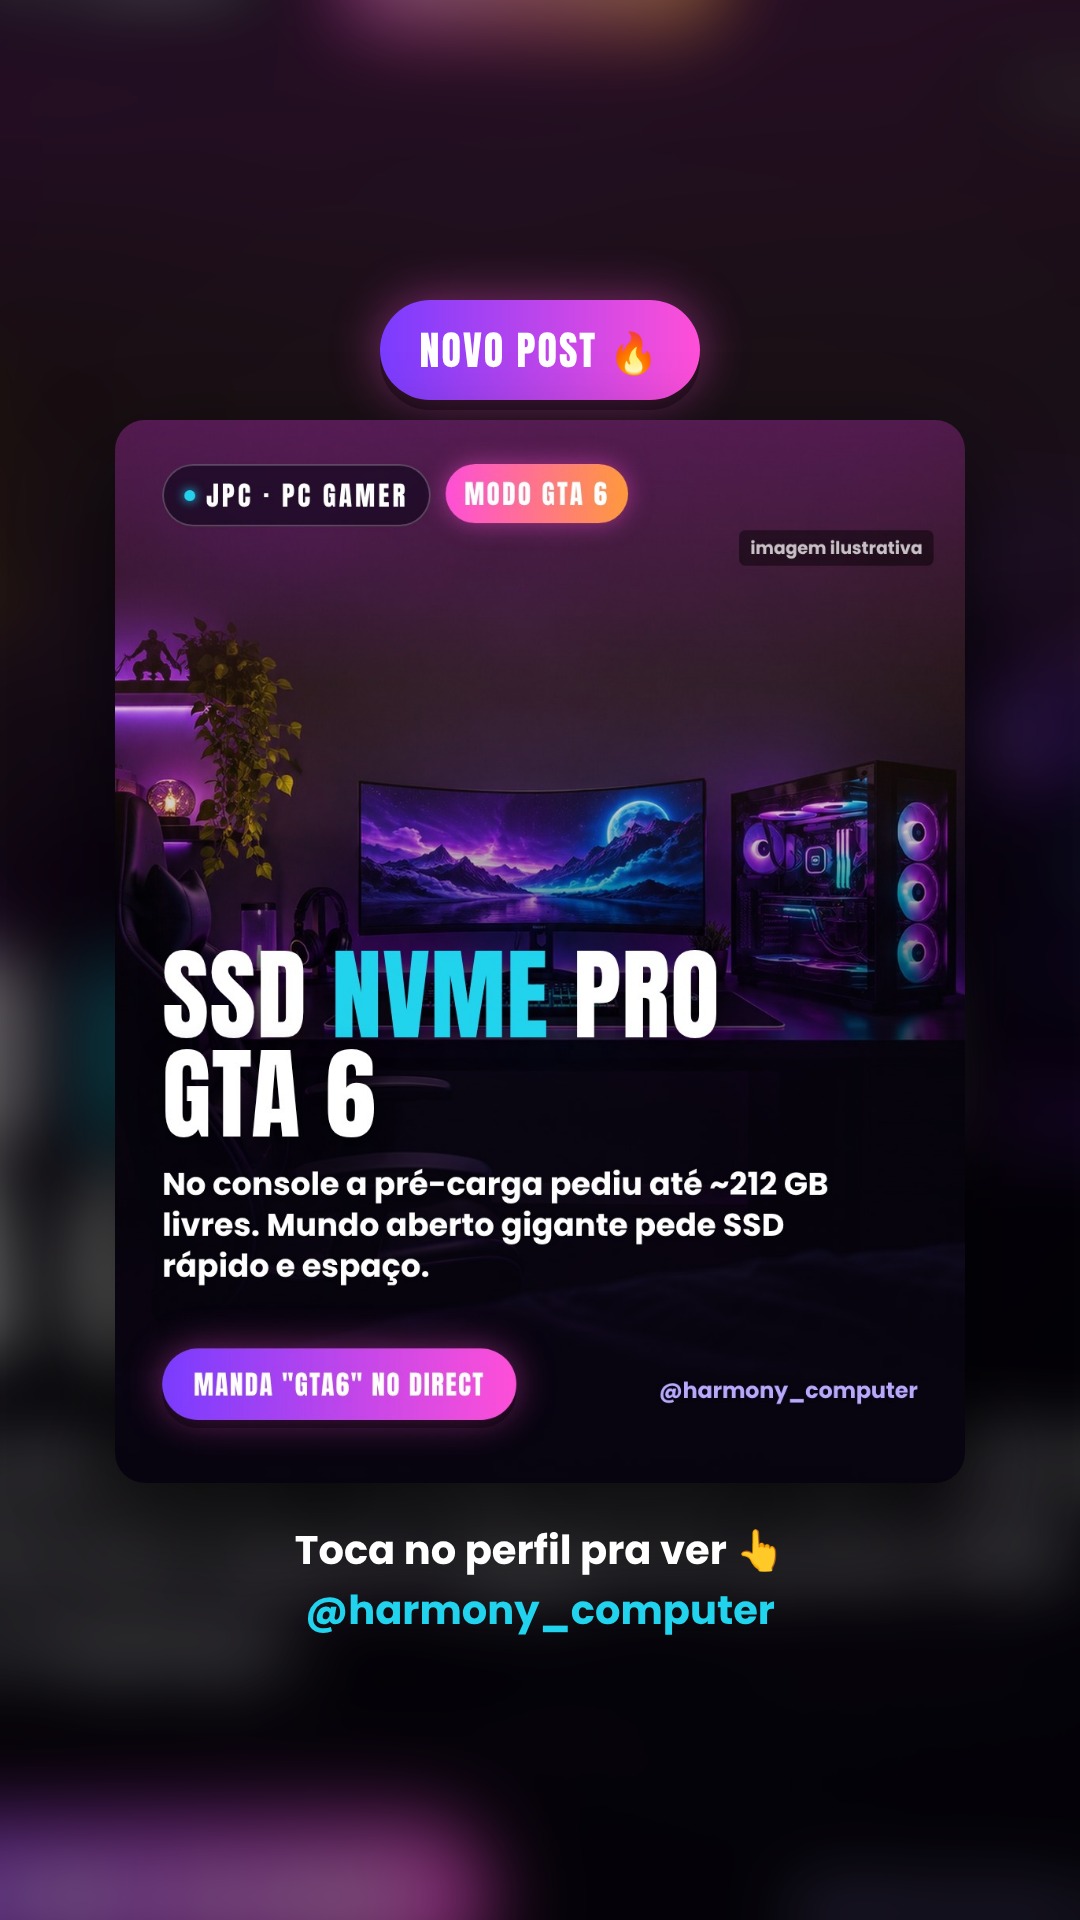 NOVO POST 🔥
JPC · PC GAMER
MODO GTA 6
imagem ilustrativa
SSD NVME PRO
GTA 6
No console a pré-carga pediu até ~212 GB
livres. Mundo aberto gigante pede SSD
rápido e espaço.
MANDA "GTA6" NO DIRECT
@harmony_computer
Toca no perfil pra ver 👆
@harmony_computer